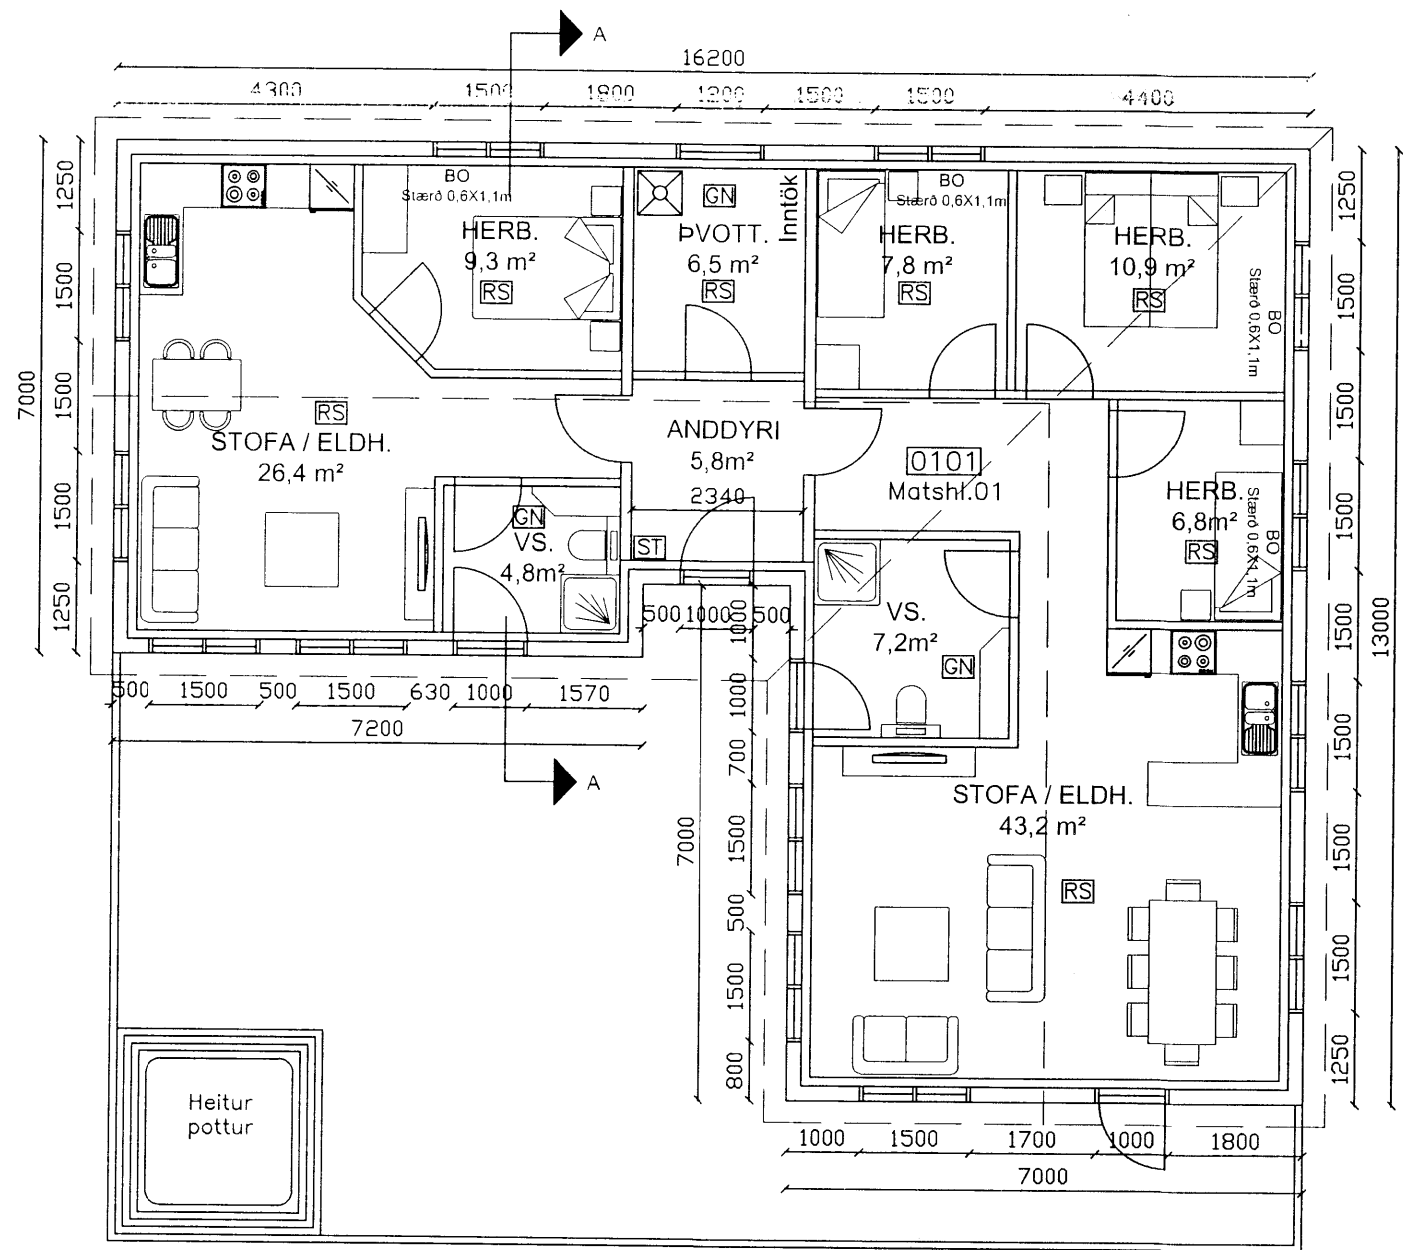 A
16200
4300 1500 1800 1200 1500 1500 4400
BO
Stærð 0,6X1,1m
HERB.
9,3 m²
RS
GN
Inntök
ÞVOTT.
6,5 m²
RS
BO
Stærð 0,6X1,1m
HERB.
7,8 m²
RS
HERB.
10,9 m²
RS
BO
Stærð 0,6X1,1m
1250
1500
1500
1500
1250
7000
RS
STOFA / ELDH.
26,4 m²
ANDDYRI
5,8m²
2340
0101
Matshl.01
HERB.
6,8m²
RS
BO
Stærð 0,6X1,1m
GN
VS.
4,8m²
ST
500 1000 500
VS.
7,2m²
GN
500 1500 500 1500 630 1000 1570
7200
A
1000
1000
700
1500
500
1500
800
7000
STOFA / ELDH.
43,2 m²
RS
1250
1500
1500
1500
1500
1500
1500
1500
1250
13000
Heitur
pottur
1000 1500 1700 1000 1800
7000